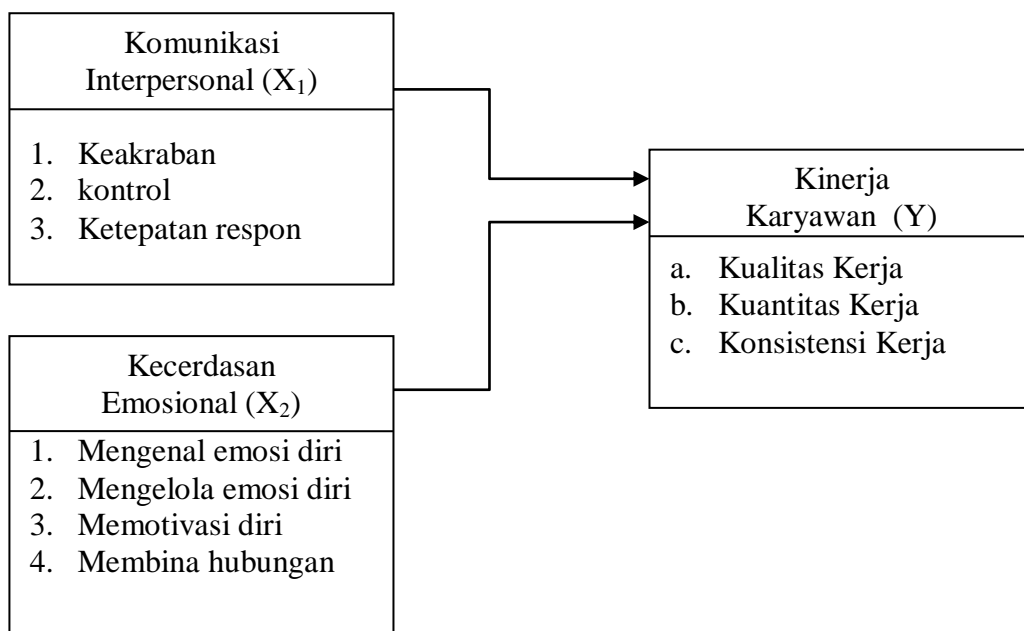 Komunikasi
Interpersonal (X₁)
1. Keakraban
2. kontrol
3. Ketepatan respon
Kecerdasan
Emosional (X₂)
1. Mengenal emosi diri
2. Mengelola emosi diri
3. Memotivasi diri
4. Membina hubungan
Kinerja
Karyawan (Y)
a. Kualitas Kerja
b. Kuantitas Kerja
c. Konsistensi Kerja